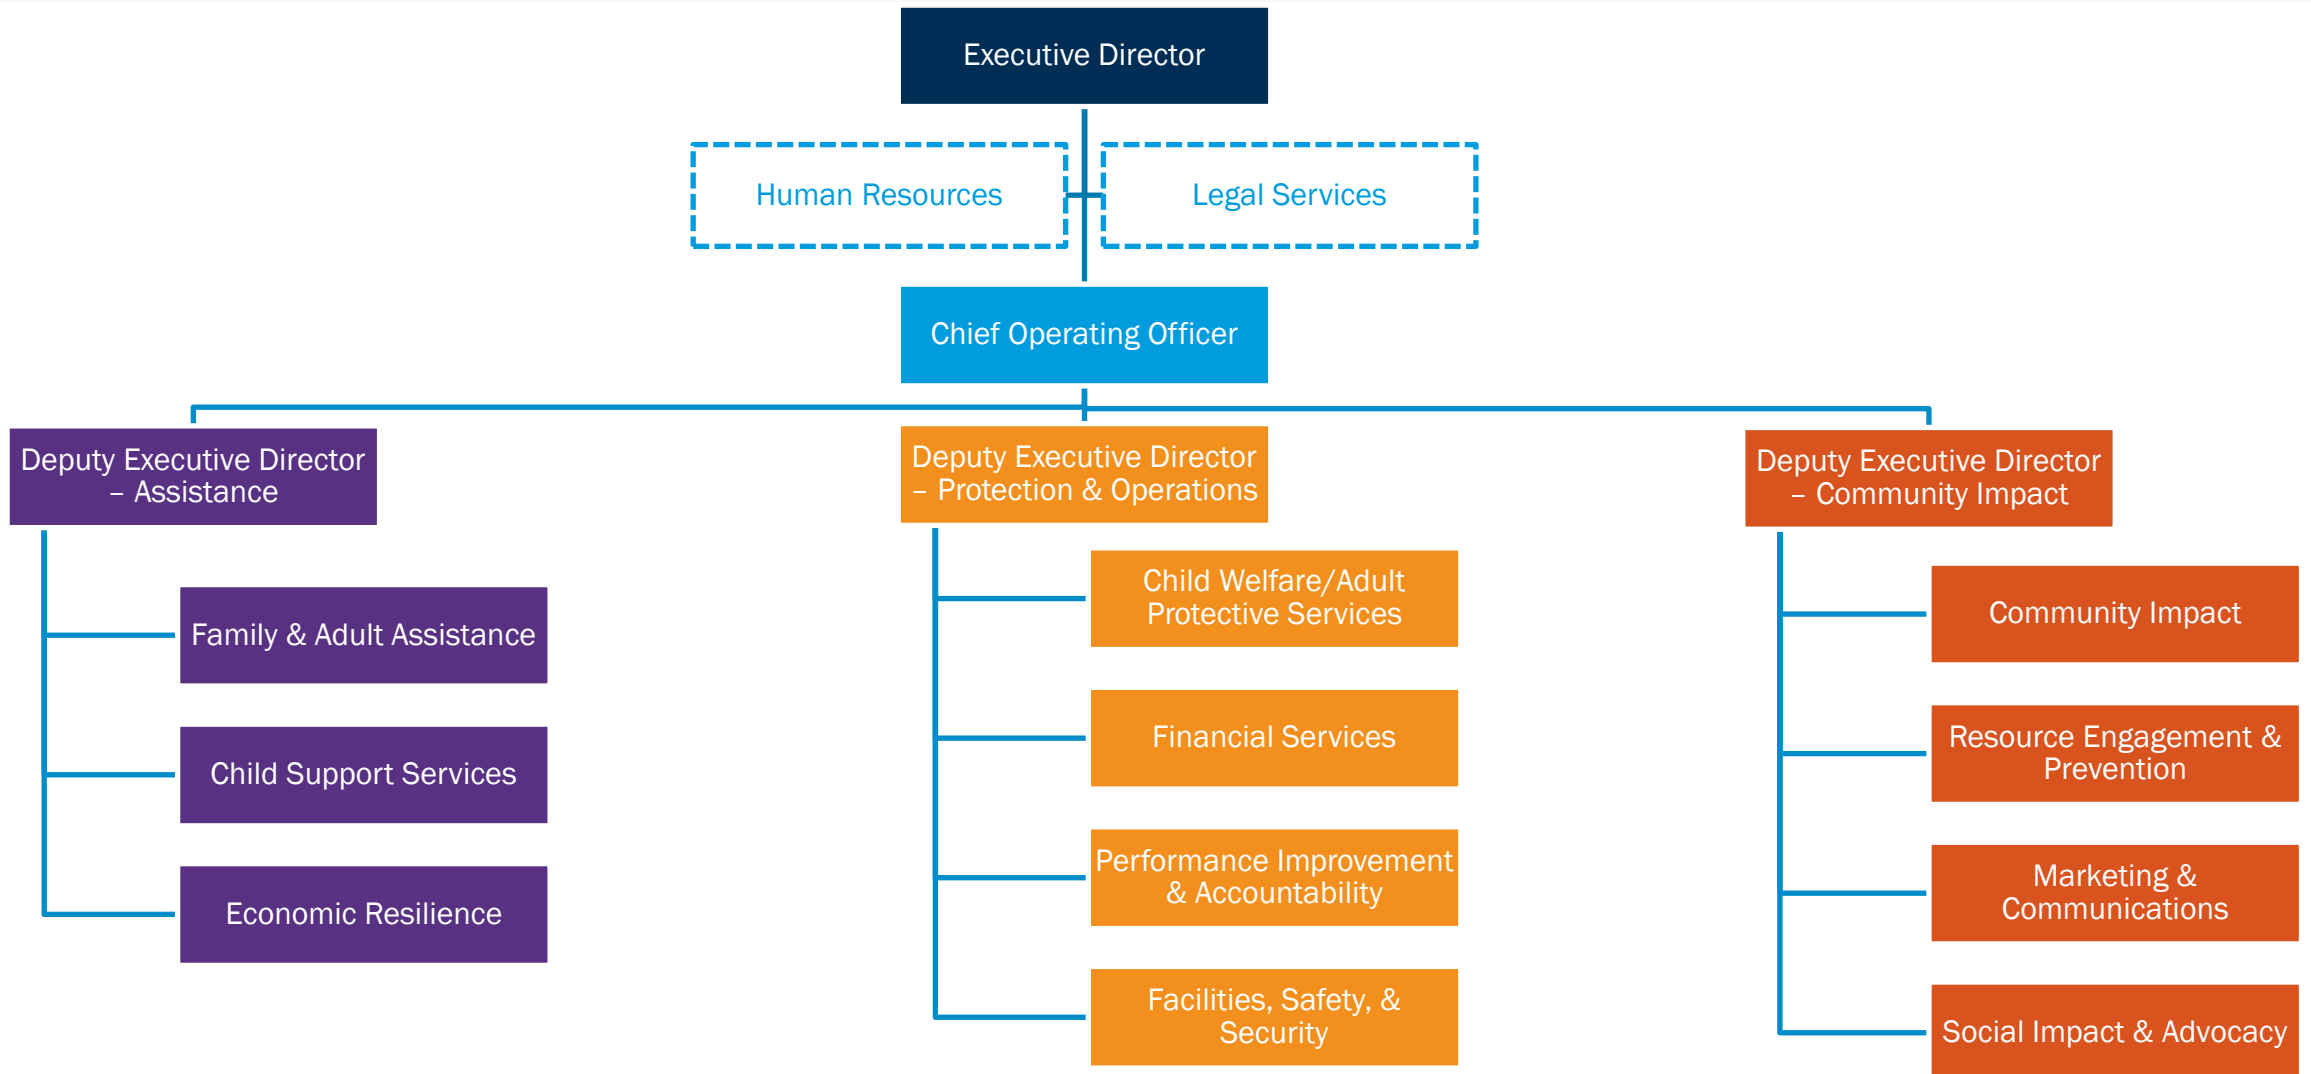 Executive Director
Human Resources
Legal Services
Chief Operating Officer
Deputy Executive Director
– Assistance
Family & Adult Assistance
Child Support Services
Economic Resilience
Deputy Executive Director
– Protection & Operations
Child Welfare/Adult
Protective Services
Financial Services
Performance Improvement
& Accountability
Facilities, Safety, &
Security
Deputy Executive Director
– Community Impact
Community Impact
Resource Engagement &
Prevention
Marketing &
Communications
Social Impact & Advocacy